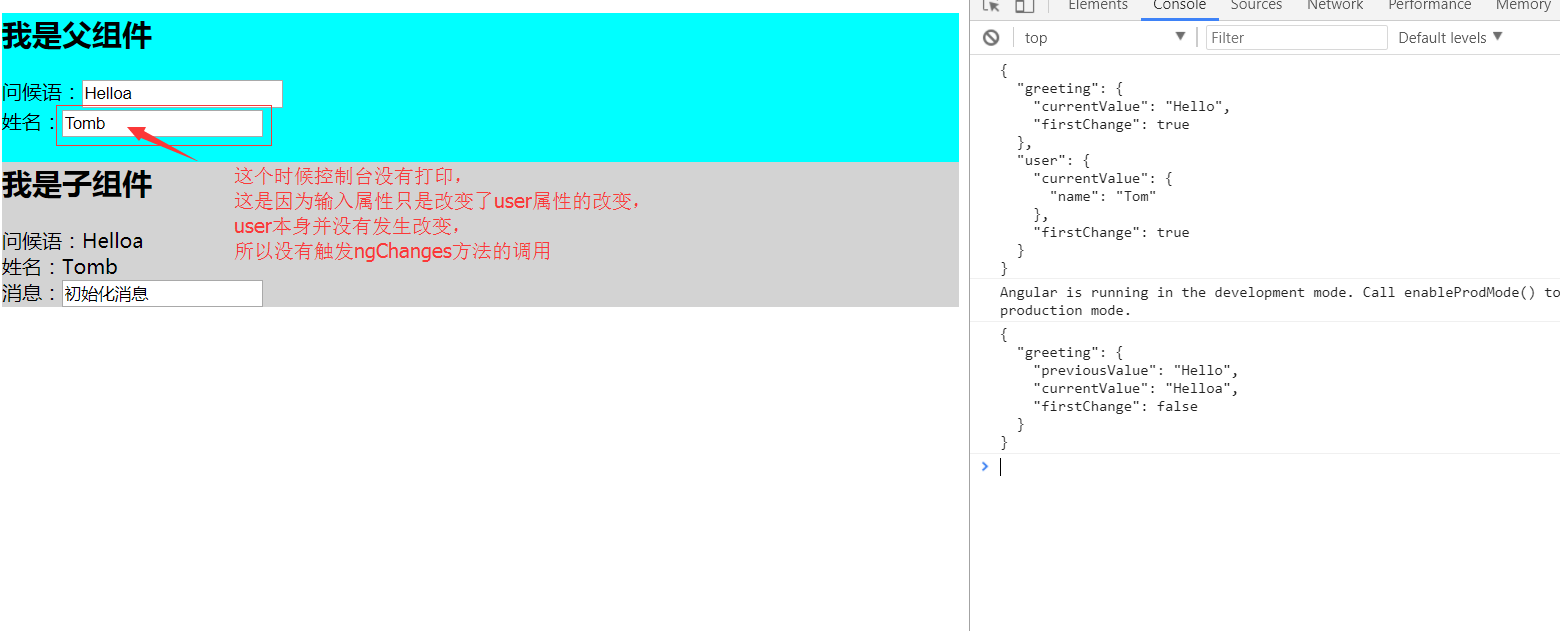 我是父组件
问候语：Helloa
姓名：Tomb
这个时候控制台没有打印，
这是因为输入属性只是改变了user属性的改变，
user本身并没有发生改变，
所以没有触发ngChanges方法的调用
我是子组件
问候语：Helloa
姓名：Tomb
消息：初始化消息
Elements Console Sources Network Performance Memory
top Filter Default levels
{
"greeting": {
"currentValue": "Hello",
"firstChange": true
},
"user": {
"currentValue": {
"name": "Tom"
},
"firstChange": true
}
}
Angular is running in the development mode. Call enableProdMode() to
production mode.
{
"greeting": {
"previousValue": "Hello",
"currentValue": "Helloa",
"firstChange": false
}
}